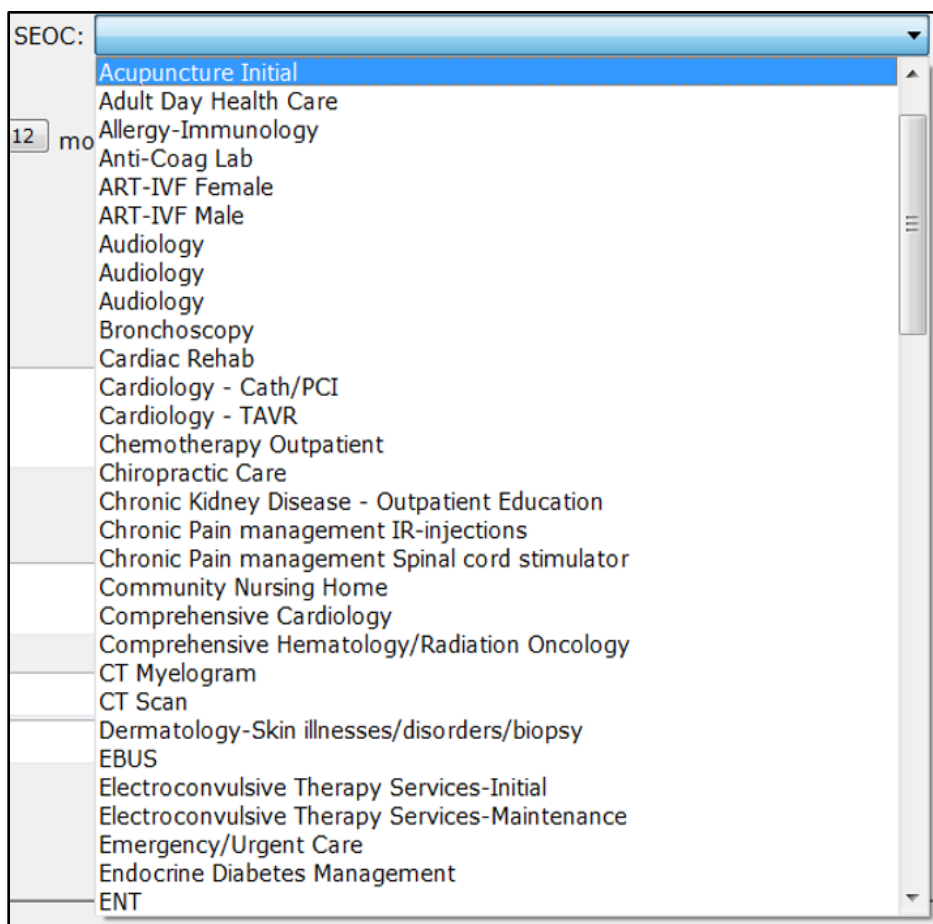 SEOC:
Acupuncture Initial
Adult Day Health Care
12 mo
Allergy-Immunology
Anti-Coag Lab
ART-IVF Female
ART-IVF Male
Audiology
Audiology
Audiology
Bronchoscopy
Cardiac Rehab
Cardiology - Cath/PCI
Cardiology - TAVR
Chemotherapy Outpatient
Chiropractic Care
Chronic Kidney Disease - Outpatient Education
Chronic Pain management IR-injections
Chronic Pain management Spinal cord stimulator
Community Nursing Home
Comprehensive Cardiology
Comprehensive Hematology/Radiation Oncology
CT Myelogram
CT Scan
Dermatology-Skin illnesses/disorders/biopsy
EBUS
Electroconvulsive Therapy Services-Initial
Electroconvulsive Therapy Services-Maintenance
Emergency/Urgent Care
Endocrine Diabetes Management
ENT